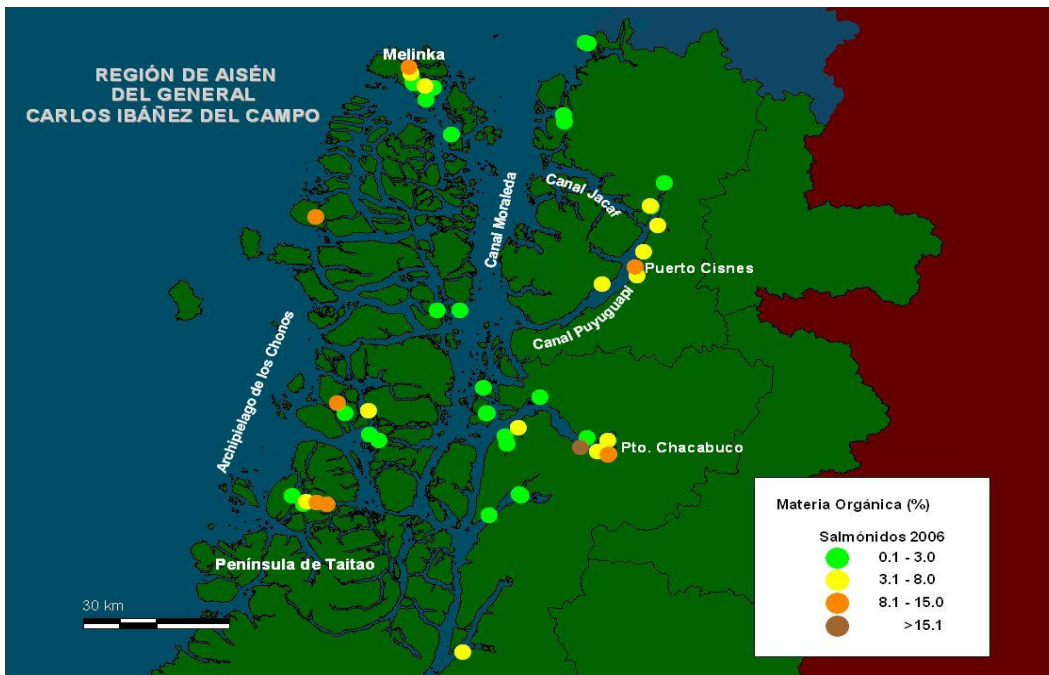 REGIÓN DE AISÉN
DEL GENERAL
CARLOS IBÁÑEZ DEL CAMPO
Melinka
Canal Moraleda
Canal Jacaf
Puerto Cisnes
Canal Puyuguapi
Archipielago de los Chonos
Pto. Chacabuco
Península de Taitao
30 km
Materia Orgánica (%)
Salmónidos 2006
0.1 - 3.0
3.1 - 8.0
8.1 - 15.0
>15.1